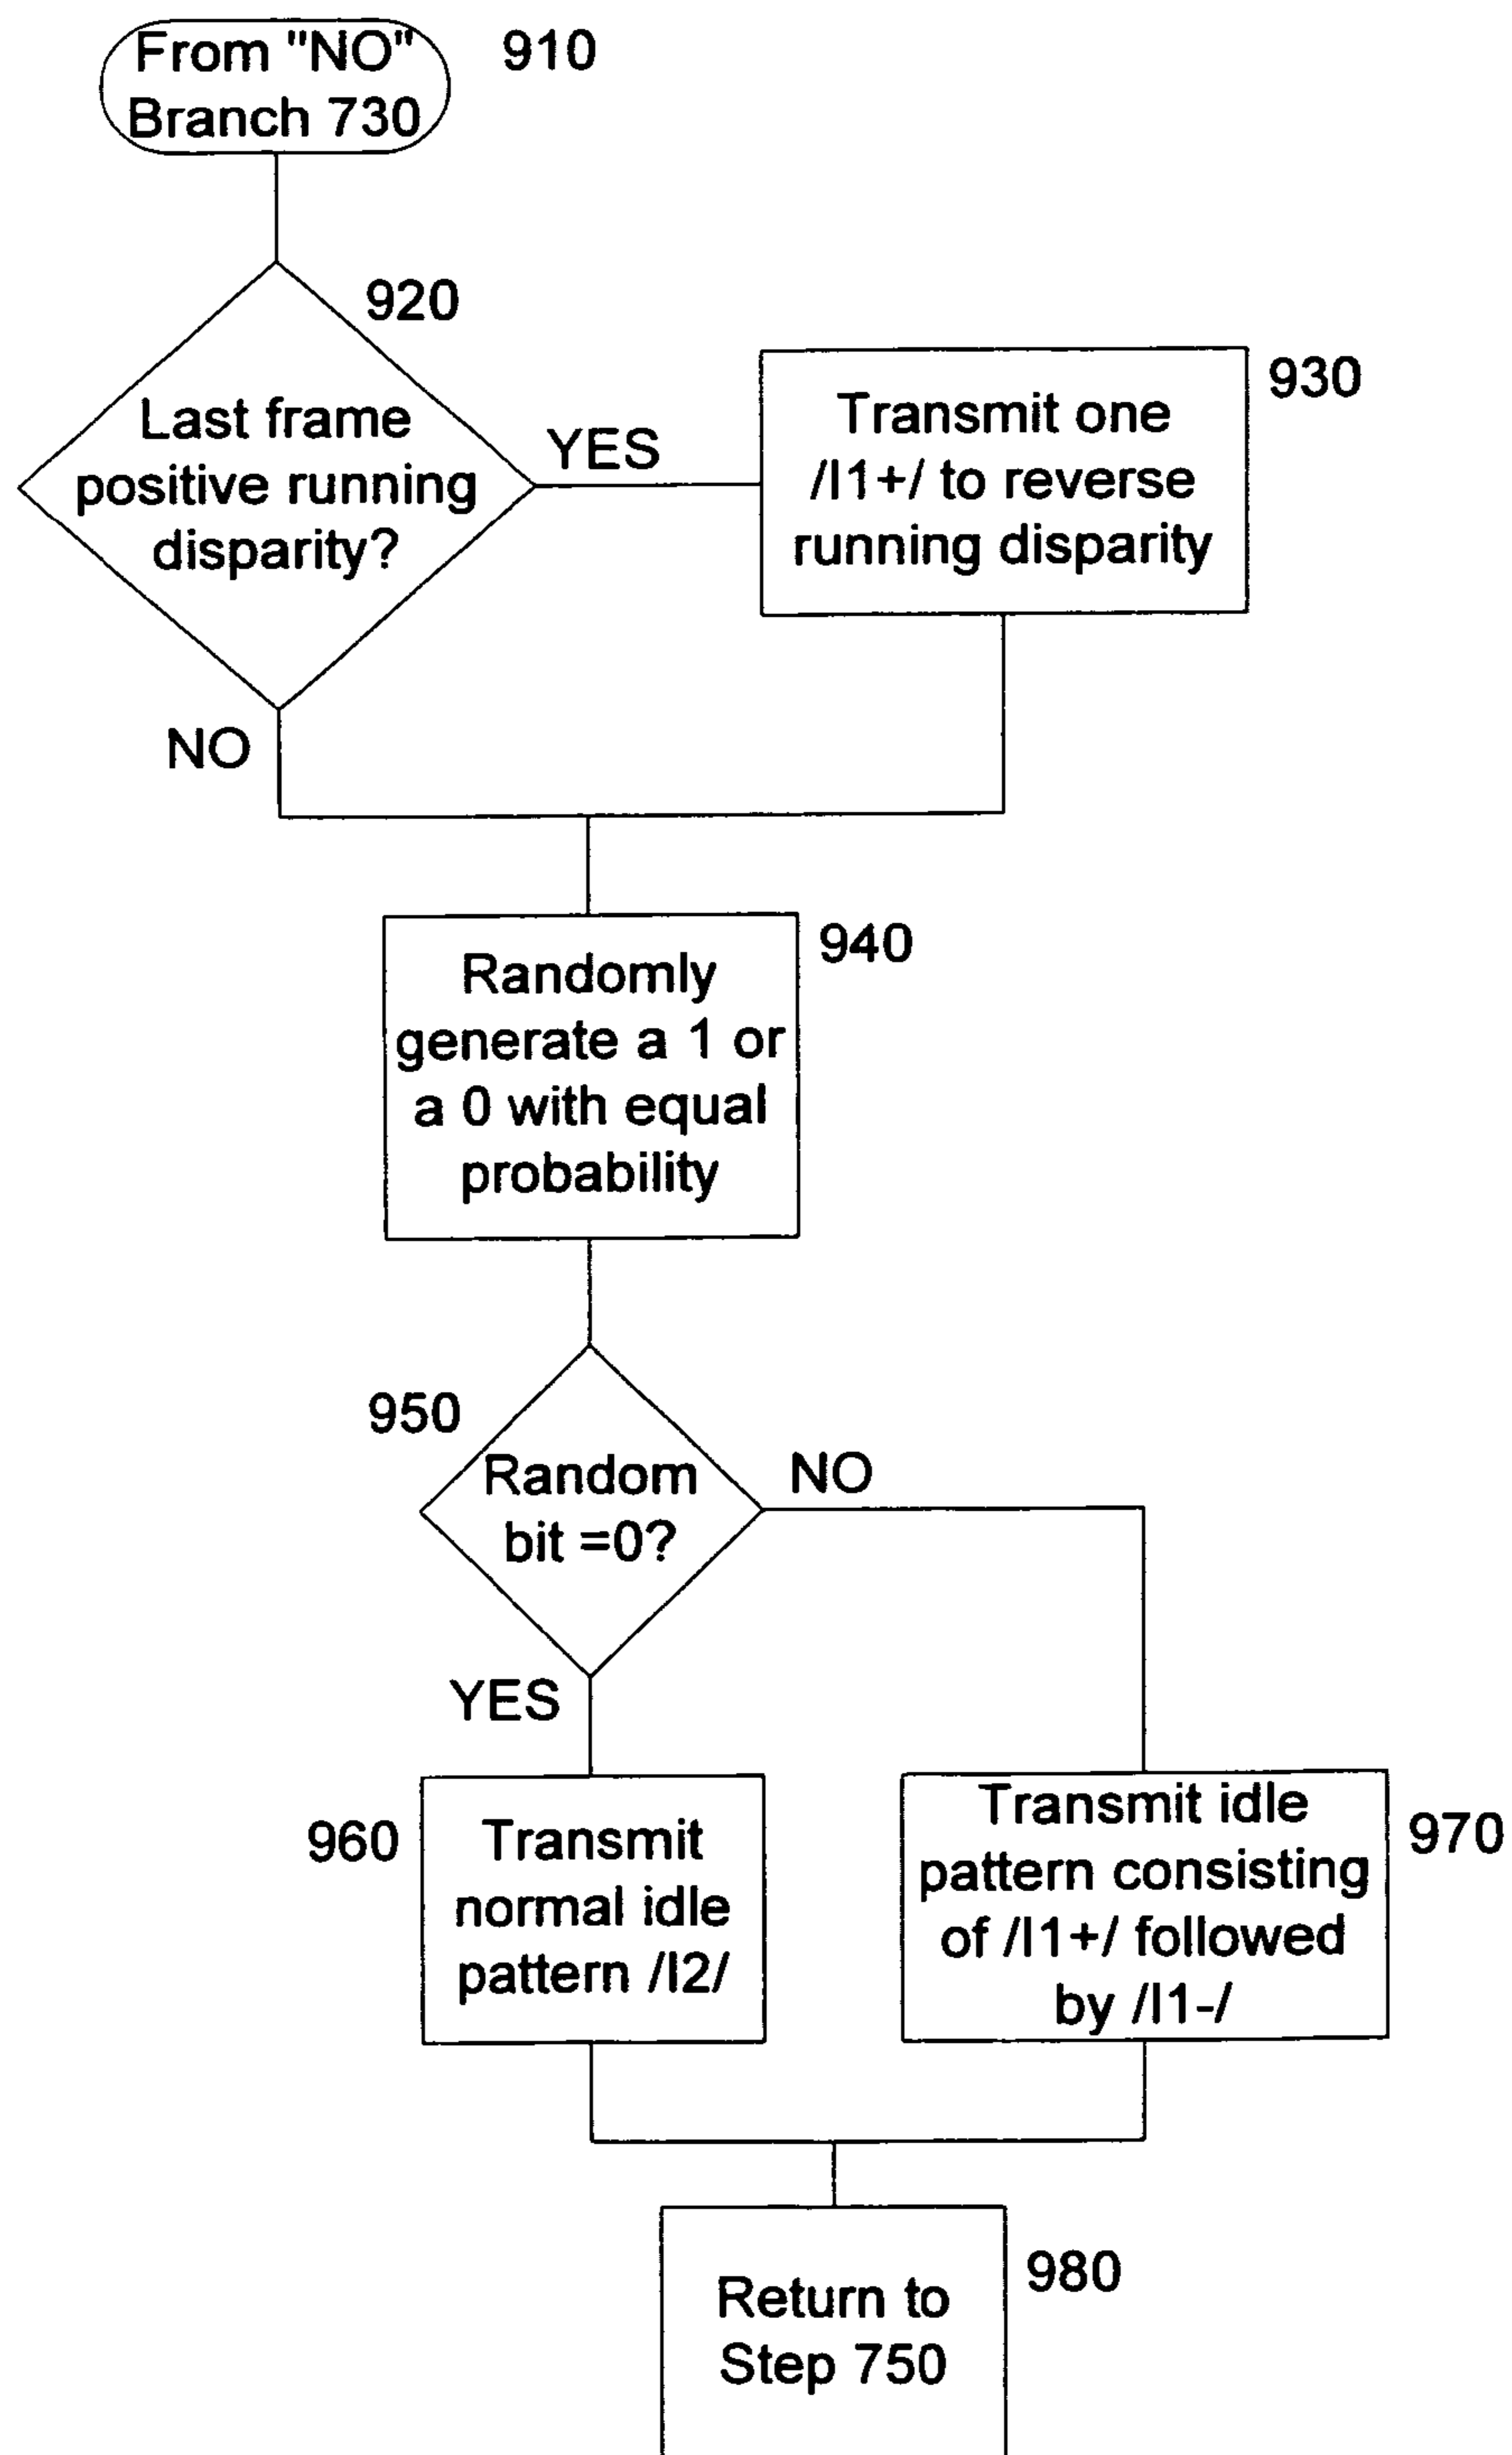 From "NO"
Branch 730
910
920
Last frame
positive running
disparity?
YES
930
Transmit one
/I1+/ to reverse
running disparity
NO
940
Randomly
generate a 1 or
a 0 with equal
probability
950
Random
bit =0?
NO
YES
960
Transmit
normal idle
pattern /I2/
Transmit idle
pattern consisting
of /I1+/ followed
by /I1-/
970
980
Return to
Step 750